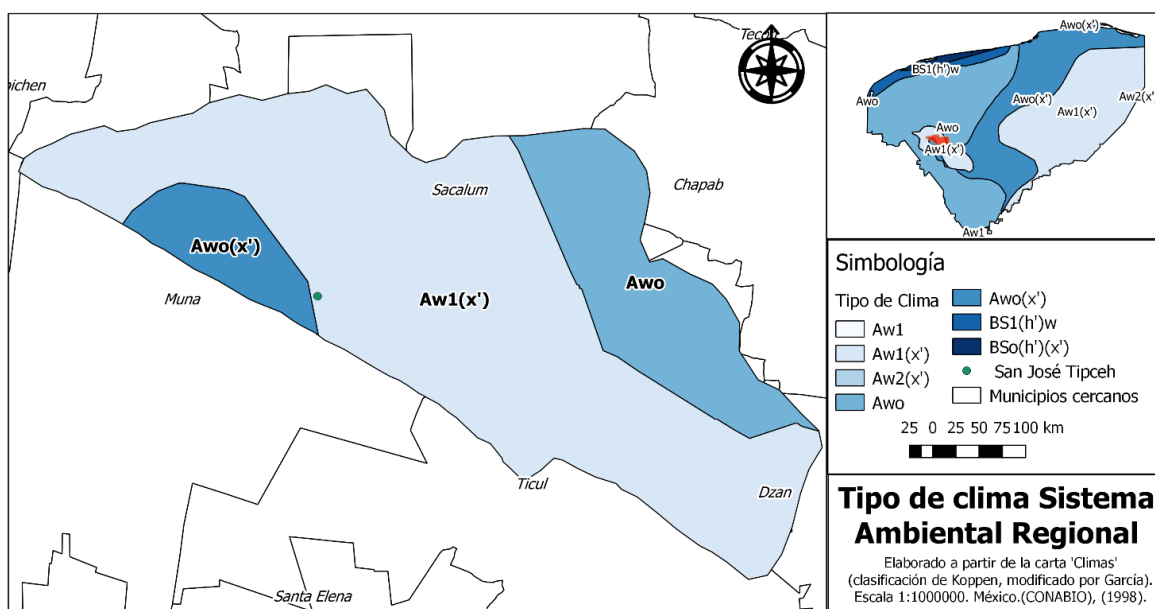 Tecoh
Sacalum
Chapab
Awo(x')
Awo
Aw1(x')
Muna
Ticul
Dzan
Santa Elena
Awo(x')
BS1(h')w
Awo
Awo(x')
Aw2(x')
Aw1(x')
Awo
Aw1(x')
Aw1
Simbología
Tipo de Clima
Aw1
Aw1(x')
Aw2(x')
Awo
Awo(x')
BS1(h')w
BSo(h')(x')
San José Tipceh
Municipios cercanos
25 0 25 50 75 100 km
Tipo de clima Sistema
Ambiental Regional
Elaborado a partir de la carta 'Climas'
(clasificación de Koppen, modificado por García).
Escala 1:1000000. México.(CONABIO), (1998).